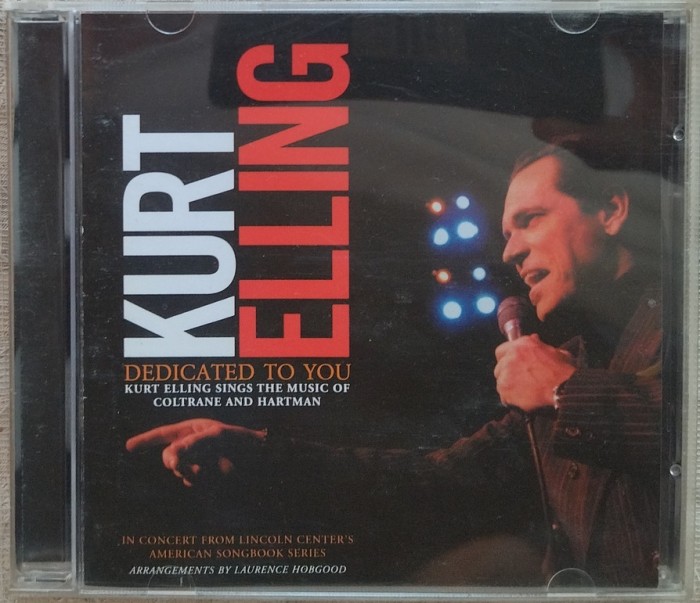 KURT
ELLING
DEDICATED TO YOU
KURT ELLING SINGS THE MUSIC OF
COLTRANE AND HARTMAN
IN CONCERT FROM LINCOLN CENTER'S
AMERICAN SONGBOOK SERIES
ARRANGEMENTS BY LAURENCE HOBGOOD